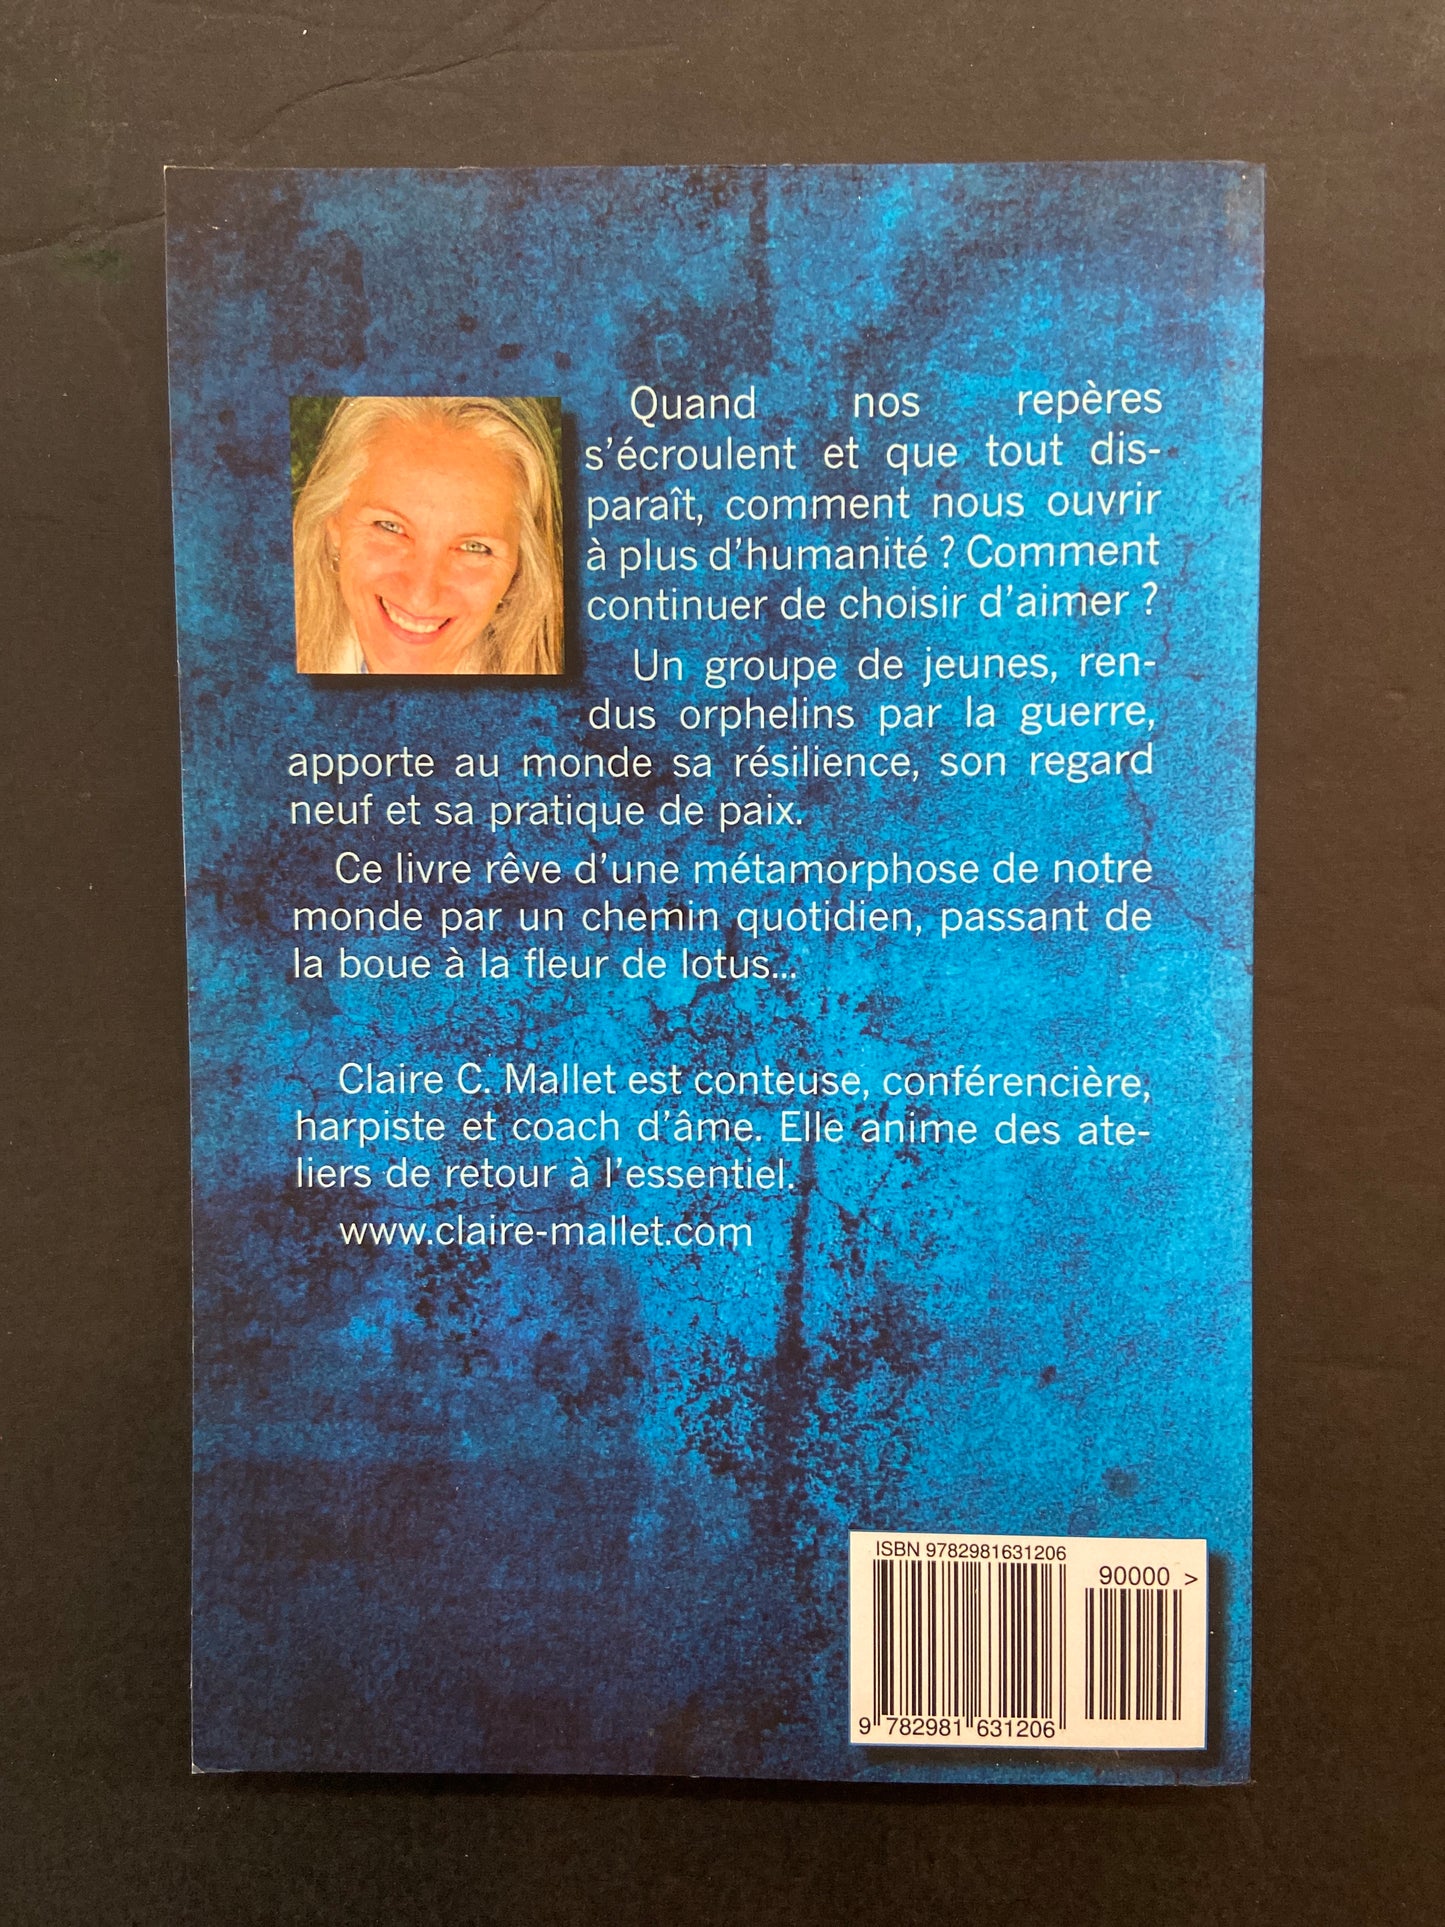 Quand nos repères
s'écroulent et que tout dis-
paraît, comment nous ouvrir
à plus d'humanité ? Comment
continuer de choisir d'aimer ?
Un groupe de jeunes, ren-
dus orphelins par la guerre,
apporte au monde sa résilience, son regard
neuf et sa pratique de paix.
Ce livre rêve d'une métamorphose de notre
monde par un chemin quotidien, passant de
la boue à la fleur de lotus...
Claire C. Mallet est conteuse, conférencière,
harpiste et coach d'âme. Elle anime des ate-
liers de retour à l'essentiel.
www.claire-mallet.com
ISBN 9782981631206
90000 >
9 782981 631206